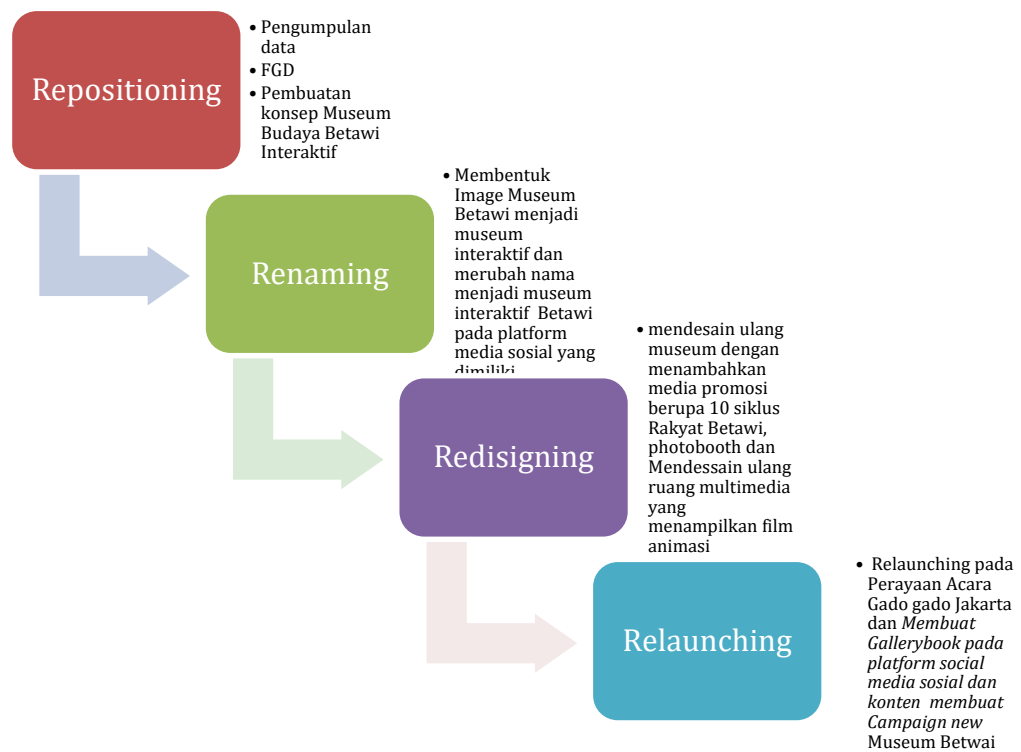 Repositioning
• Pengumpulan
data
• FGD
• Pembuatan
konsep Museum
Budaya Betawi
Interaktif
Renaming
• Membentuk
Image Museum
Betawi menjadi
museum
interaktif dan
merubah nama
menjadi museum
interaktif Betawi
pada platform
media sosial yang
dimiliki
Redisigning
• mendesain ulang
museum dengan
menambahkan
media promosi
berupa 10 siklus
Rakyat Betawi,
photobooth dan
Mendessain ulang
ruang multimedia
yang
menampilkan film
animasi
Relaunching
• Relaunching pada
Perayaan Acara
Gado gado Jakarta
dan Membuat
Gallerybook pada
platform social
media sosial dan
konten membuat
Campaign new
Museum Betwai